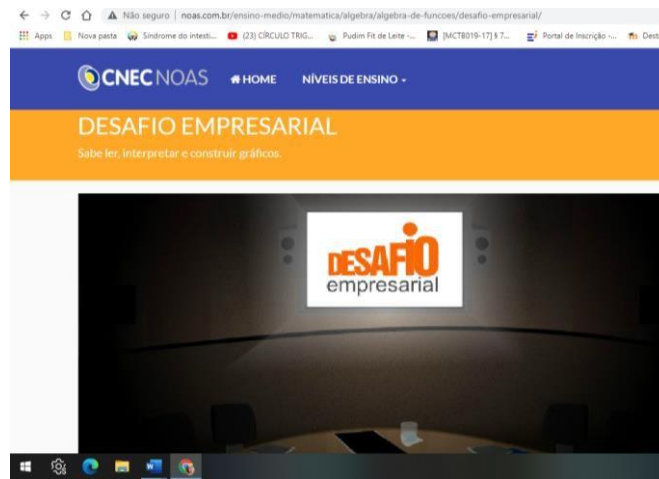 Não seguro | noas.com.br/ensino-medio/matematica/algebra/algebra-de-funcoes/desafio-empresarial/
Apps Nova pasta Síndrome do intesti... (23) CÍRCULO TRIG... Pudim Fit de Leite -... [MCTB019-17] § 7... Portal de Inscrição -... Dest
CNEC NOAS HOME NÍVEIS DE ENSINO
DESAFIO EMPRESARIAL
Sabe ler, interpretar e construir gráficos.
DESAFIO
empresarial